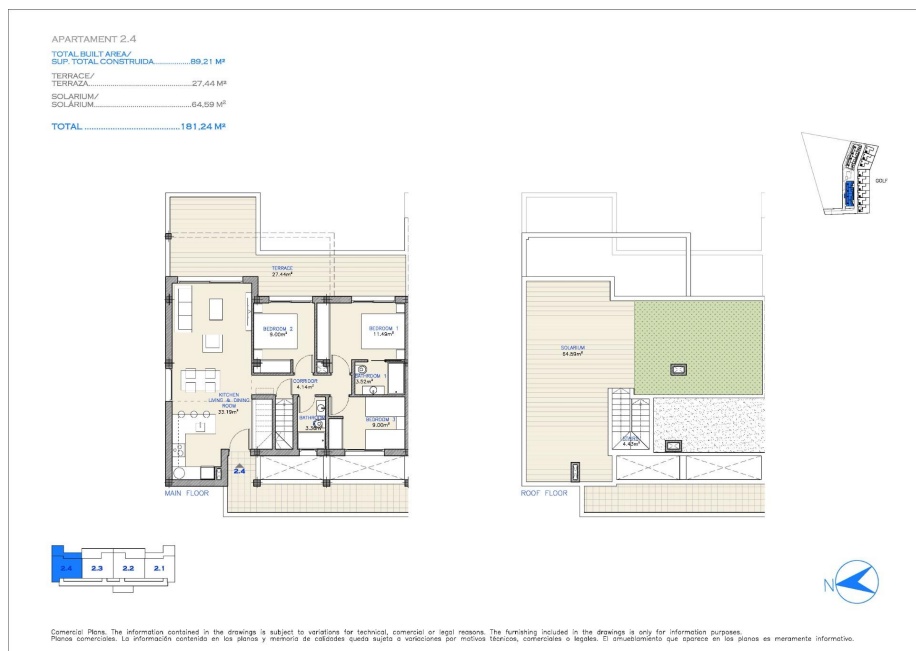 APARTAMENT 2.4
TOTAL BUILT AREA/
SUP. TOTAL CONSTRUIDA................89,21 M²
TERRACE/
TERRAZA.............................................27,44 M²
SOLARIUM/
SOLÁRIUM..........................................64,59 M²
TOTAL .........................................181,24 M²
GOLF
TERRACE
27.44m²
BEDROOM 2
9.00m²
BEDROOM 1
11.49m²
CORRIDOR
4.14m²
BATHROOM 1
3.52m²
KITCHEN
LIVING & DINING
ROOM
33.19m²
BATHROOM
BEDROOM 3
9.00m²
2.4
MAIN FLOOR
SOLARIUM
64.59m²
ROOF FLOOR
2.4 2.3 2.2 2.1
N
Comercial Plans. The information contained in the drawings is subject to variations for technical, comercial or legal reasons. The furnishing included in the drawings is only for information purposes.
Planos comerciales. La información contenida en los planos y memoria de calidades queda sujeta a variaciones por motivos técnicos, comerciales o legales. El amueblamiento que aparece en los planos es meramente informativo.